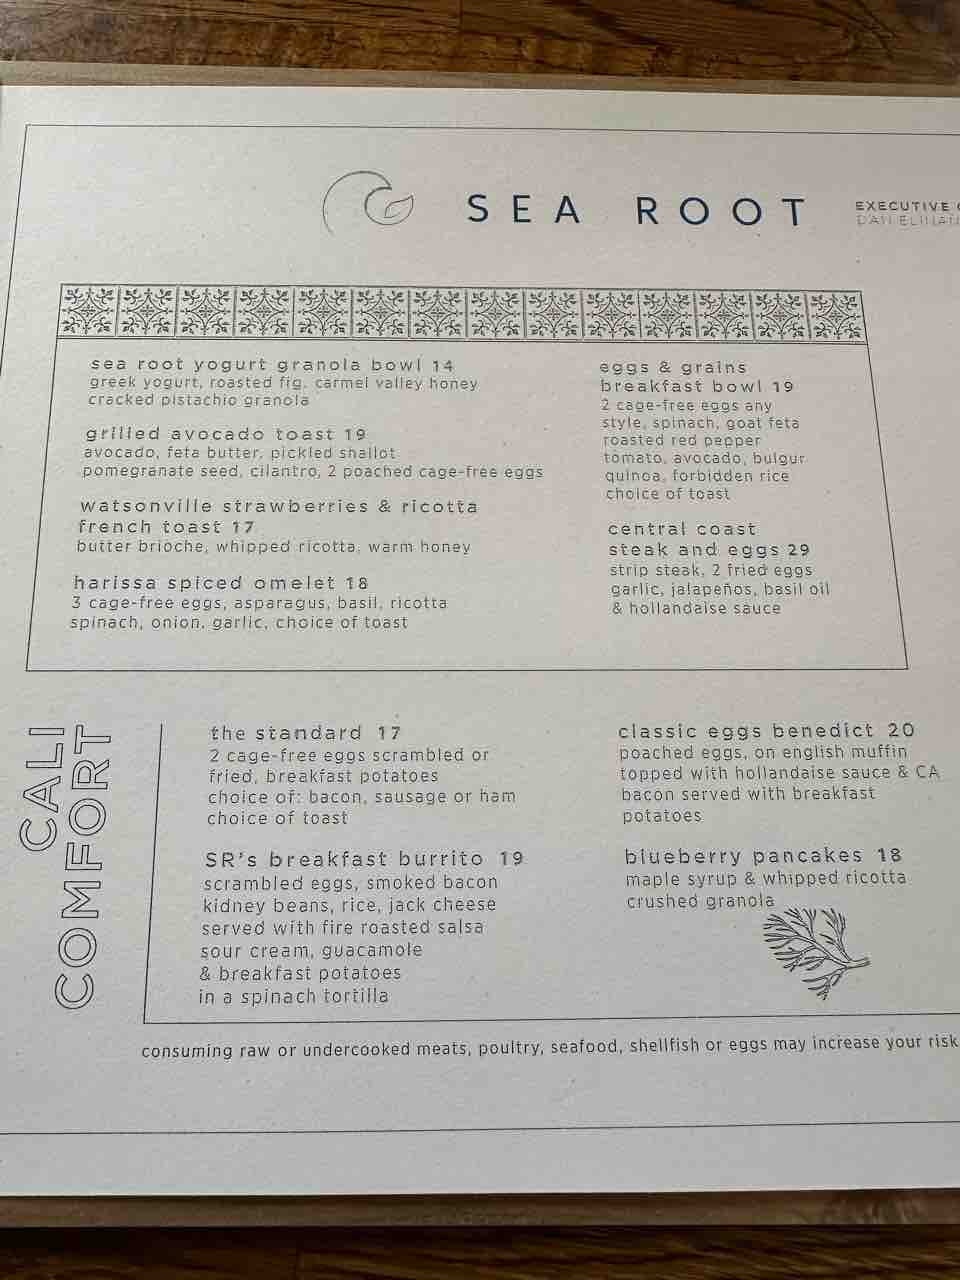 SEA ROOT
EXECUTIVE
DAN
sea root yogurt granola bowl 14
greek yogurt, roasted fig, carmel valley honey
cracked pistachio granola
grilled avocado toast 19
avocado, feta butter, pickled shallot
pomegranate seed, cilantro, 2 poached cage-free eggs
watsonville strawberries & ricotta
french toast 17
butter brioche, whipped ricotta, warm honey
harissa spiced omelet 18
3 cage-free eggs, asparagus, basil, ricotta
spinach, onion, garlic, choice of toast
eggs & grains
breakfast bowl 19
2 cage-free eggs any
style, spinach, goat feta
roasted red pepper
tomato, avocado, bulgur
quinoa, forbidden rice
choice of toast
central coast
steak and eggs 29
strip steak, 2 fried eggs
garlic, jalapeños, basil oil
& hollandaise sauce
CALI
COMFORT
the standard 17
2 cage-free eggs scrambled or
fried, breakfast potatoes
choice of: bacon, sausage or ham
choice of toast
SR's breakfast burrito 19
scrambled eggs, smoked bacon
kidney beans, rice, jack cheese
served with fire roasted salsa
sour cream, guacamole
& breakfast potatoes
in a spinach tortilla
classic eggs benedict 20
poached eggs, on english muffin
topped with hollandaise sauce & CA
bacon served with breakfast
potatoes
blueberry pancakes 18
maple syrup & whipped ricotta
crushed granola
consuming raw or undercooked meats, poultry, seafood, shellfish or eggs may increase your risk